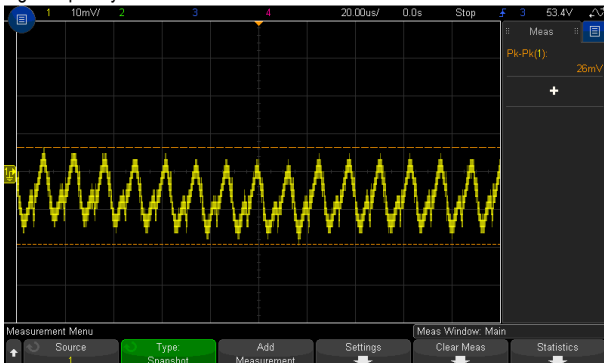 1 10mV/ 2 3 4 20.00us/ 0.0s Stop 3 53.4V
Meas
Pk-Pk(1):
26mV
Measurement Menu
Meas Window: Main
Source
1
Type:
Snapshot
Add
Measurement
Settings
Clear Meas
Statistics